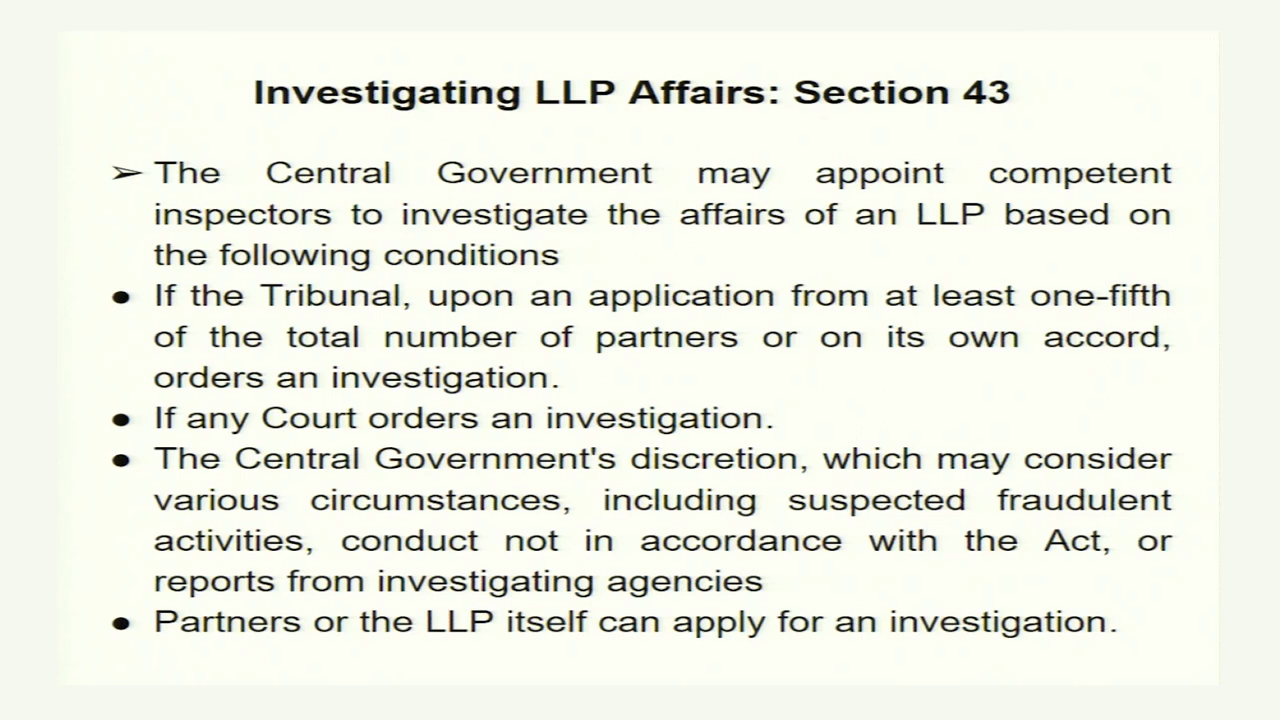 Investigating LLP Affairs: Section 43
➢ The Central Government may appoint competent
inspectors to investigate the affairs of an LLP based on
the following conditions
● If the Tribunal, upon an application from at least one-fifth
of the total number of partners or on its own accord,
orders an investigation.
● If any Court orders an investigation.
● The Central Government's discretion, which may consider
various circumstances, including suspected fraudulent
activities, conduct not in accordance with the Act, or
reports from investigating agencies
● Partners or the LLP itself can apply for an investigation.